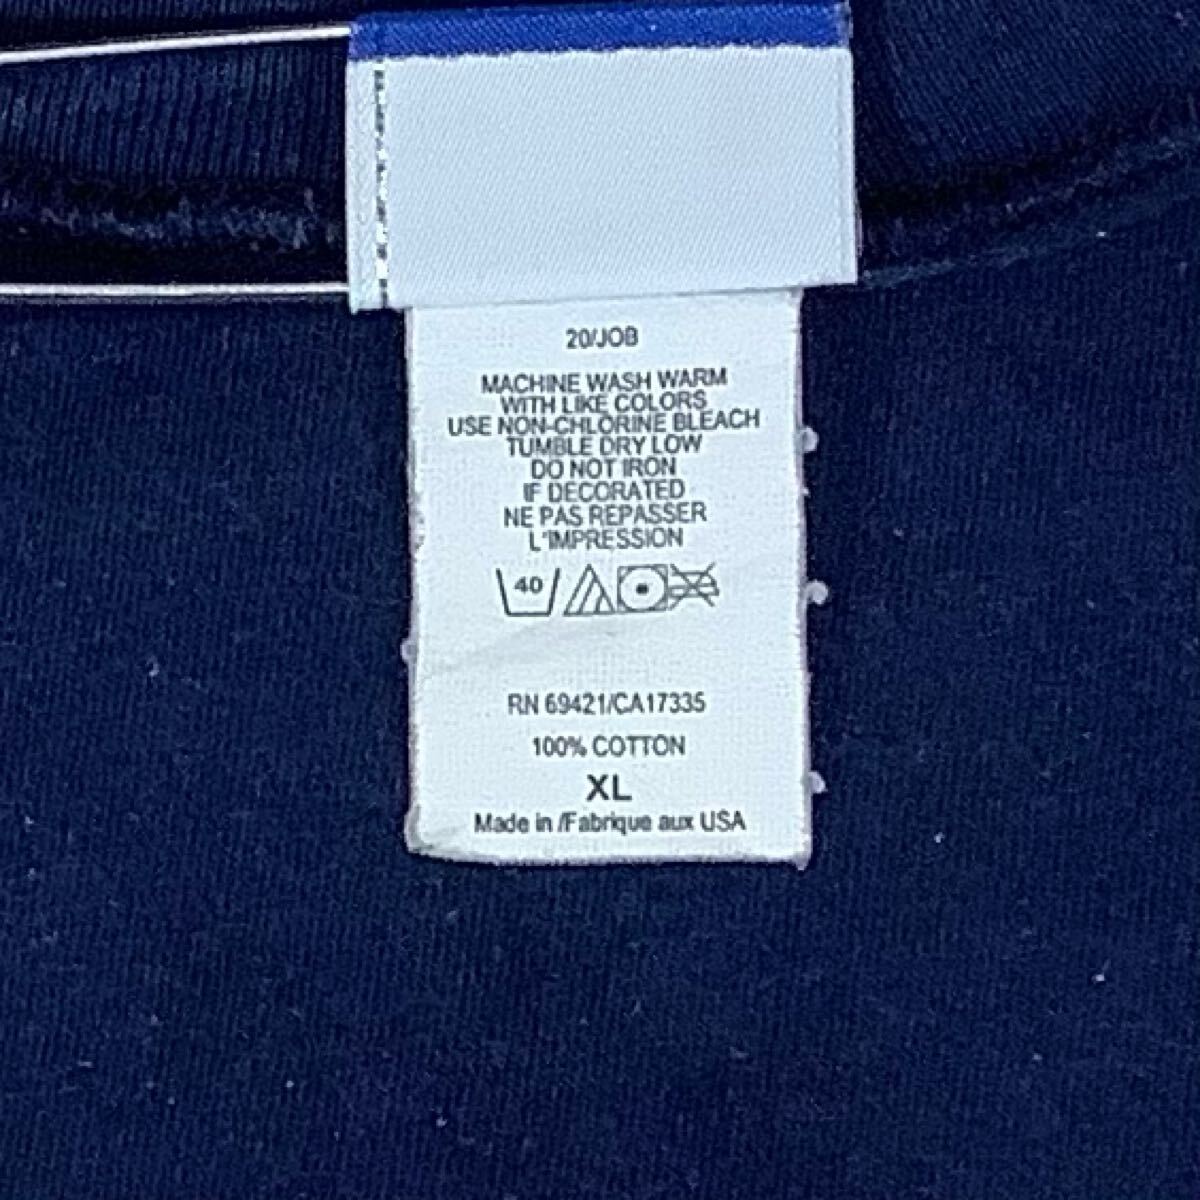 20/JOB
MACHINE WASH WARM
WITH LIKE COLORS
USE NON-CHLORINE BLEACH
TUMBLE DRY LOW
DO NOT IRON
IF DECORATED
NE PAS REPASSER
L'IMPRESSION
40
RN 69421/CA17335
100% COTTON
XL
Made in /Fabrique aux USA